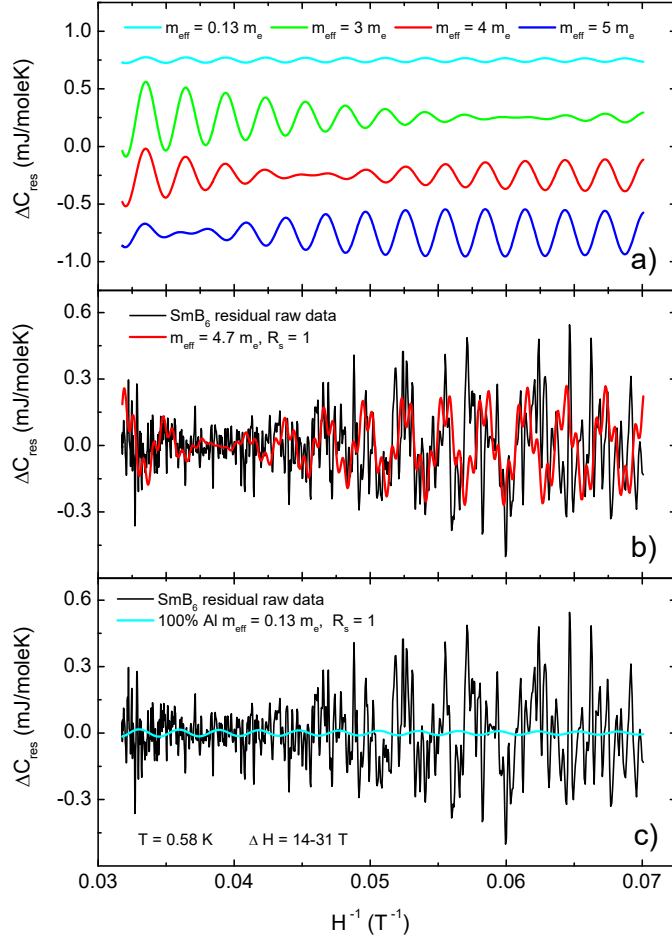 m_eff = 0.13 m_e m_eff = 3 m_e m_eff = 4 m_e m_eff = 5 m_e
1.0
0.5
0.0
-0.5
-1.0
ΔC_res (mJ/moleK)
a)
SmB_6 residual raw data
m_eff = 4.7 m_e, R_s = 1
0.6
0.3
0.0
-0.3
ΔC_res (mJ/moleK)
b)
SmB_6 residual raw data
100% Al m_eff = 0.13 m_e, R_s = 1
0.6
0.3
0.0
-0.3
ΔC_res (mJ/moleK)
T = 0.58 K Δ H = 14-31 T
c)
0.03 0.04 0.05 0.06 0.07
H^-1 (T^-1)